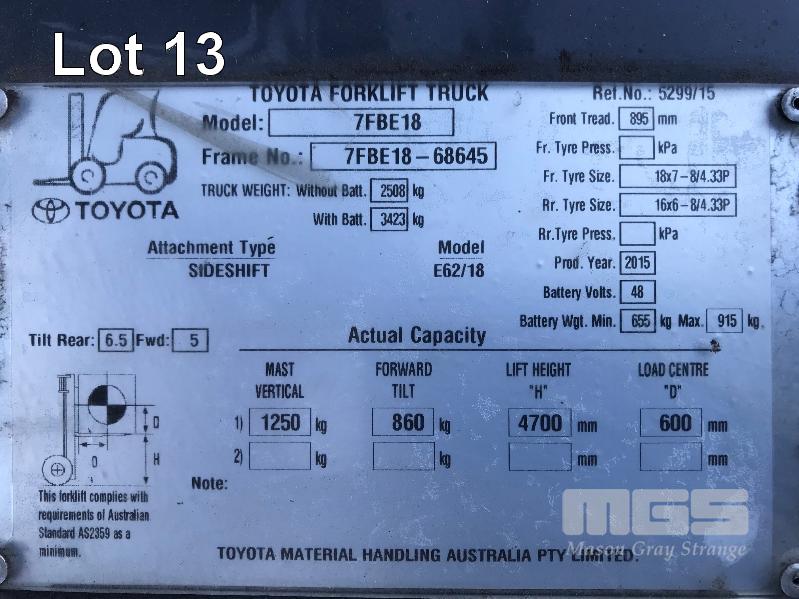 Lot 13
TOYOTA FORKLIFT TRUCK
Ref.No.: 5299/15
Model: 7FBE18
Front Tread. 895 mm
Frame No.: 7FBE18-68645
Fr. Tyre Press. kPa
TRUCK WEIGHT: Without Batt. 2508 kg
Fr. Tyre Size. 18x7-8/4.33P
With Batt. 3423 kg
Rr. Tyre Size. 16x6-8/4.33P
TOYOTA
Rr. Tyre Press. kPa
Attachment Type Model
SIDESHIFT E62/18
Prod. Year. 2015
Battery Volts. 48
Battery Wgt. Min. 655 kg Max. 915 kg.
Tilt Rear: 6.5 Fwd: 5
Actual Capacity
MAST VERTICAL
FORWARD TILT
LIFT HEIGHT "H"
LOAD CENTRE "D"
1) 1250 kg 860 kg 4700 mm 600 mm
2) kg kg mm mm
D
D
H
Note:
This forklift complies with
requirements of Australian
Standard AS2359 as a
minimum.
TOYOTA MATERIAL HANDLING AUSTRALIA PTY LIMITED.
MGS
Mason Gray Strange